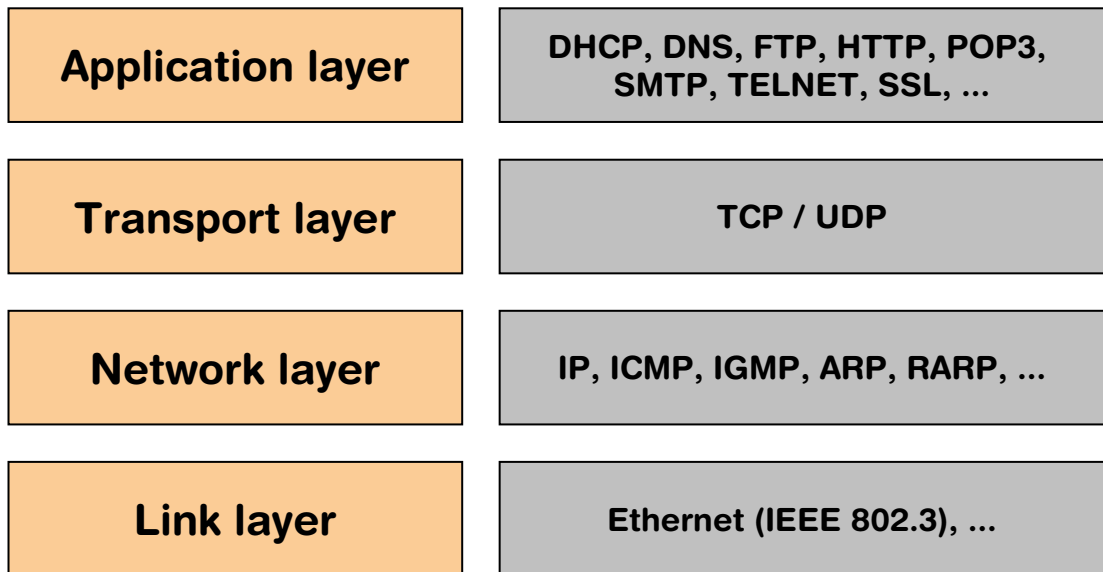 Application layer
DHCP, DNS, FTP, HTTP, POP3,
SMTP, TELNET, SSL, ...
Transport layer
TCP / UDP
Network layer
IP, ICMP, IGMP, ARP, RARP, ...
Link layer
Ethernet (IEEE 802.3), ...